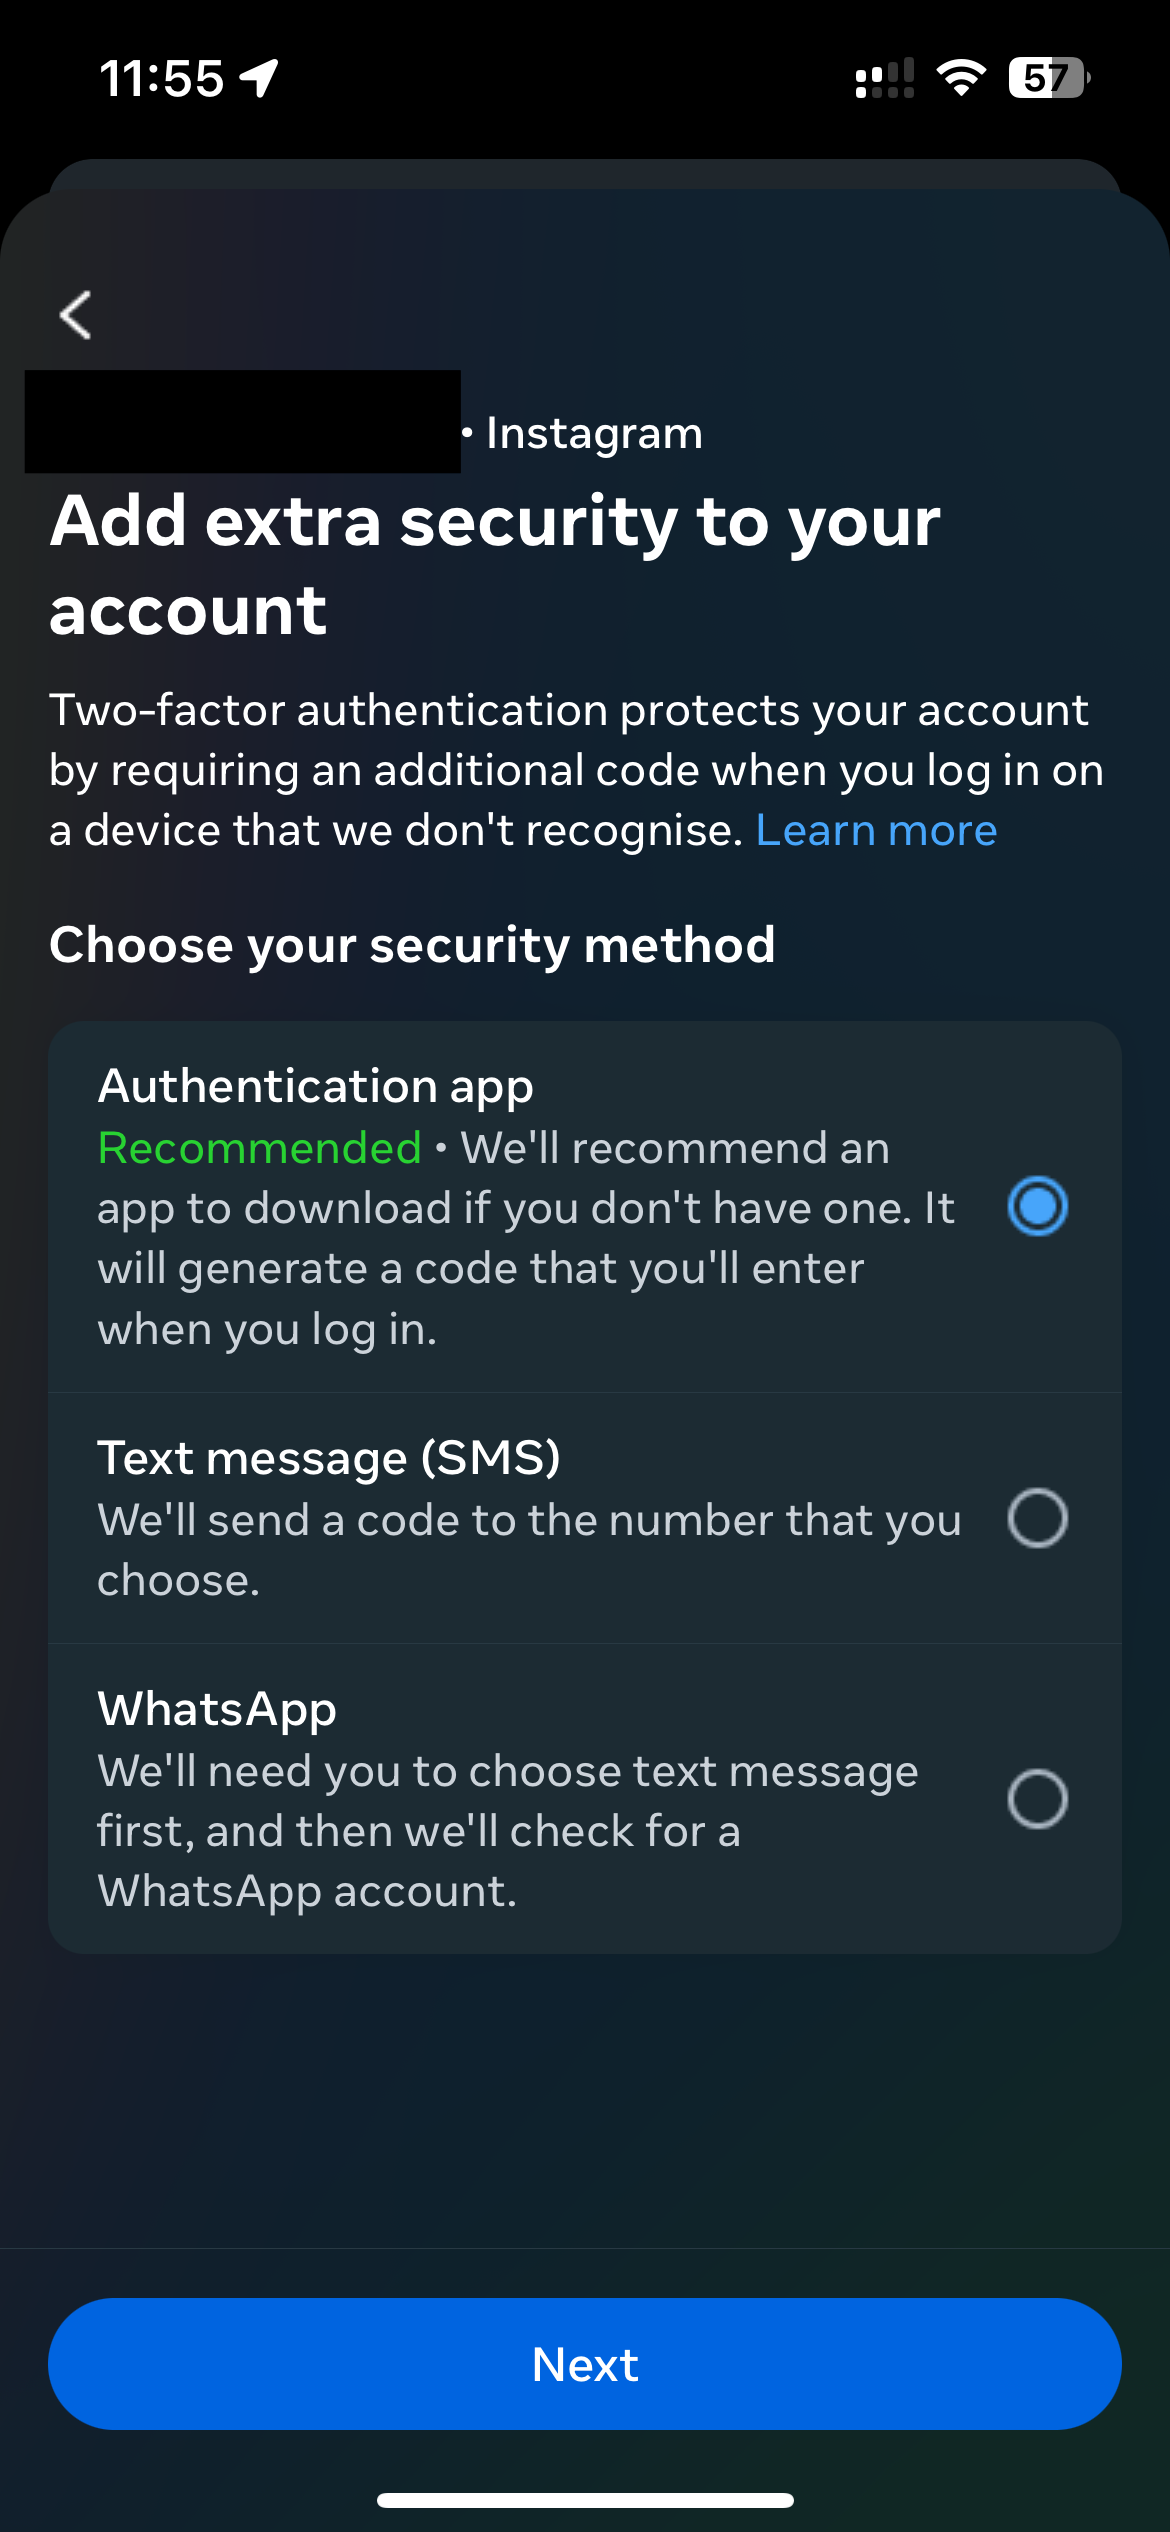 11:55
57
• Instagram
Add extra security to your
account
Two-factor authentication protects your account
by requiring an additional code when you log in on
a device that we don't recognise. Learn more
Choose your security method
Authentication app
Recommended • We'll recommend an
app to download if you don't have one. It
will generate a code that you'll enter
when you log in.
Text message (SMS)
We'll send a code to the number that you
choose.
WhatsApp
We'll need you to choose text message
first, and then we'll check for a
WhatsApp account.
Next